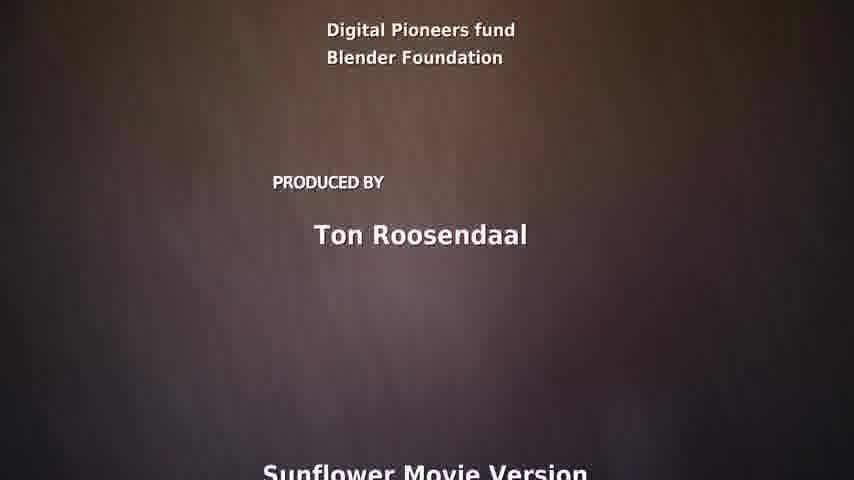 Digital Pioneers fund
Blender Foundation
PRODUCED BY
Ton Roosendaal
Sunflower Movie Version